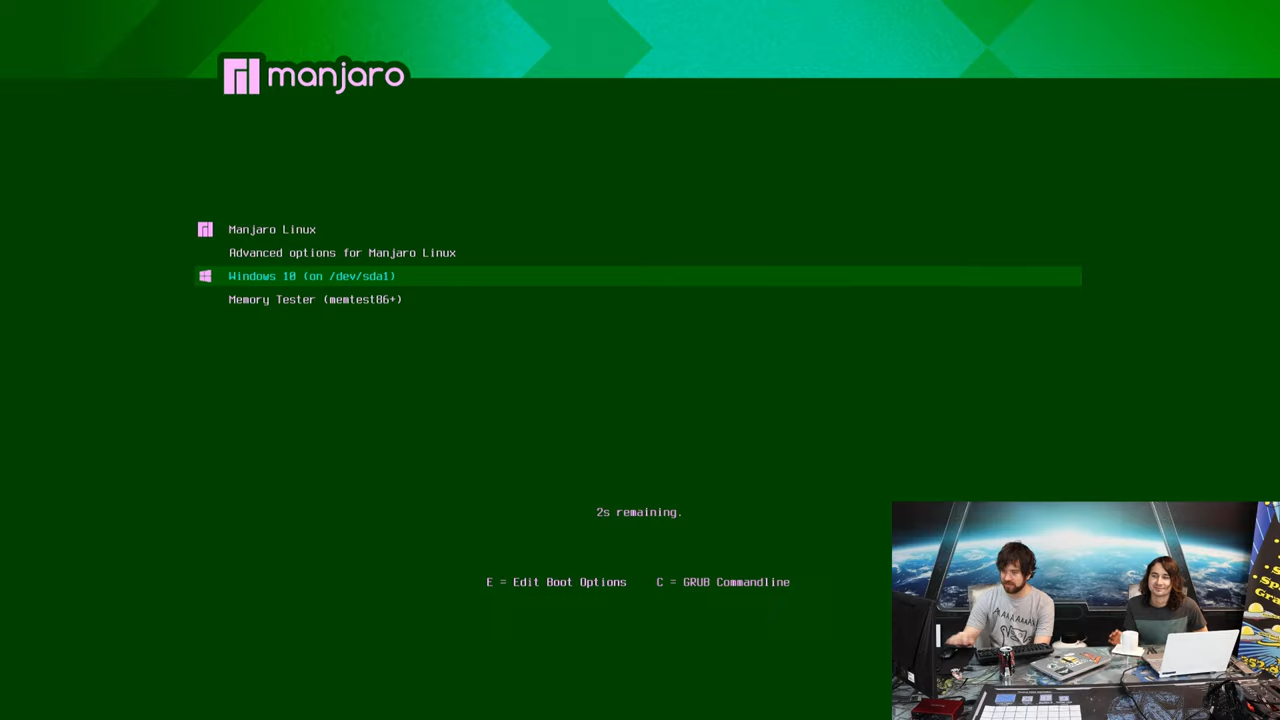 manjaro
Manjaro Linux
Advanced options for Manjaro Linux
Windows 10 (on /dev/sda1)
Memory Tester (memtest86+)
2s remaining.
E = Edit Boot Options C = GRUB Commandline